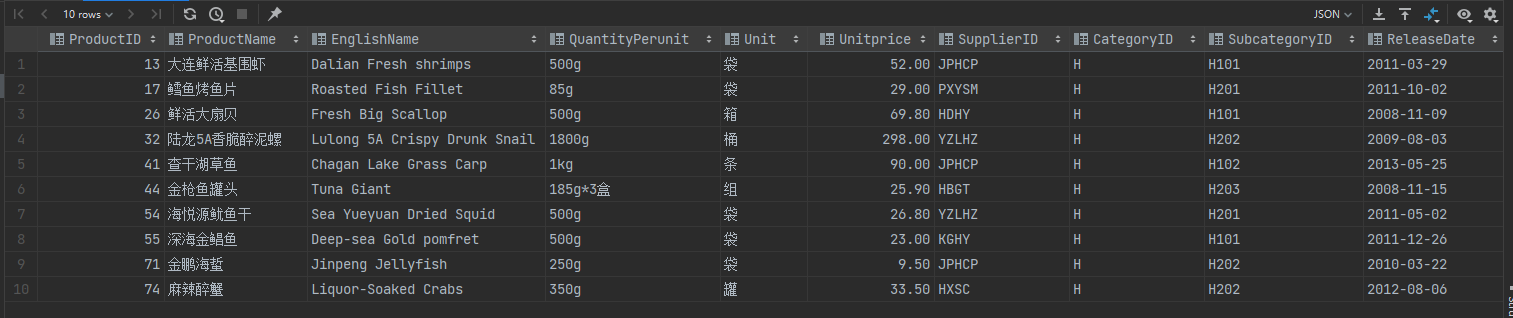 10 rows JSON
ProductID ProductName EnglishName QuantityPerunit Unit Unitprice SupplierID CategoryID SubcategoryID ReleaseDate
1 13 大连鲜活基围虾 Dalian Fresh shrimps 500g 袋 52.00 JPHCP H H101 2011-03-29
2 17 鳕鱼烤鱼片 Roasted Fish Fillet 85g 袋 29.00 PXYSM H H201 2011-10-02
3 26 鲜活大扇贝 Fresh Big Scallop 500g 箱 69.80 HDHY H H101 2008-11-09
4 32 陆龙5A香脆醉泥螺 Lulong 5A Crispy Drunk Snail 1800g 桶 298.00 YZLHZ H H202 2009-08-03
5 41 查干湖草鱼 Chagan Lake Grass Carp 1kg 条 90.00 JPHCP H H102 2013-05-25
6 44 金枪鱼罐头 Tuna Giant 185g*3盒 组 25.90 HBGT H H203 2008-11-15
7 54 海悦源鱿鱼干 Sea Yueyuan Dried Squid 500g 袋 26.80 YZLHZ H H201 2011-05-02
8 55 深海金鲳鱼 Deep-sea Gold pomfret 500g 袋 23.00 KGHY H H101 2011-12-26
9 71 金鹏海蜇 Jinpeng Jellyfish 250g 袋 9.50 JPHCP H H202 2010-03-22
10 74 麻辣醉蟹 Liquor-Soaked Crabs 350g 罐 33.50 HXSC H H202 2012-08-06